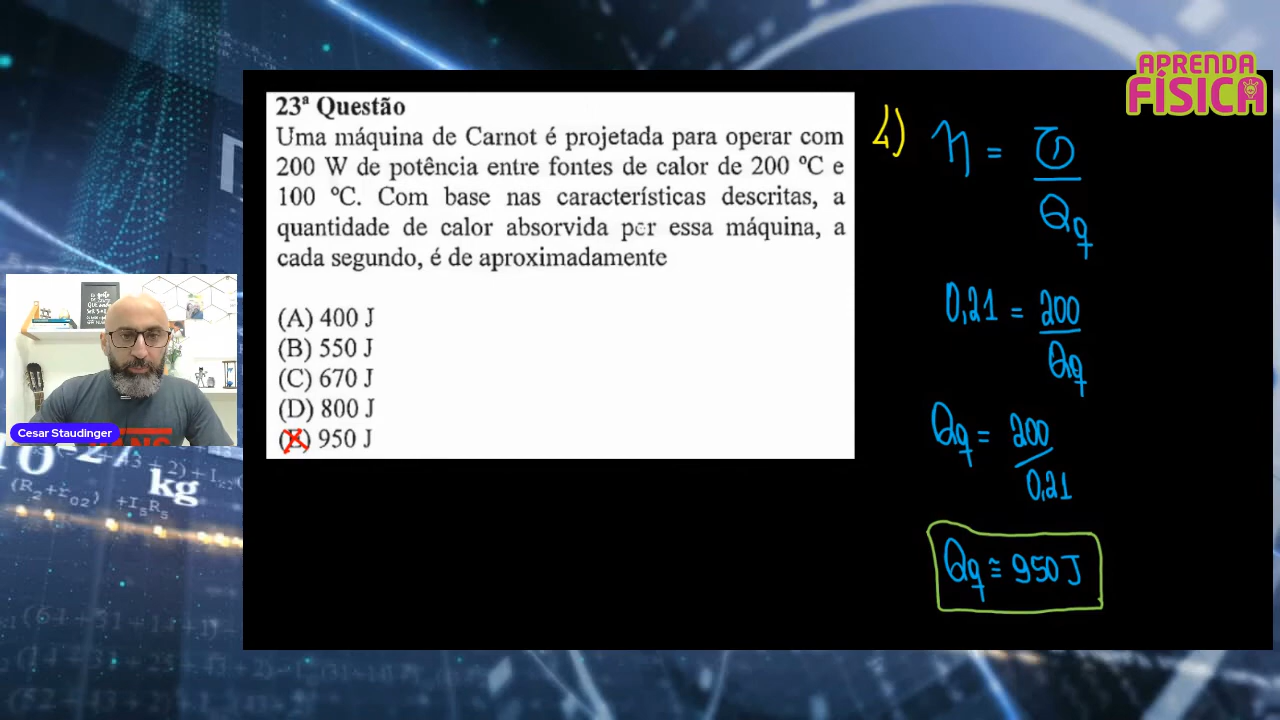 APRENDA
FÍSICA
23ª Questão
Uma máquina de Carnot é projetada para operar com
200 W de potência entre fontes de calor de 200 ºC e
100 ºC. Com base nas características descritas, a
quantidade de calor absorvida por essa máquina, a
cada segundo, é de aproximadamente
(A) 400 J
(B) 550 J
(C) 670 J
(D) 800 J
(E) 950 J
η = τ / Qq
0,21 = 200 / Qq
Qq = 200 / 0,21
Qq ≅ 950 J
Cesar Staudinger
kg